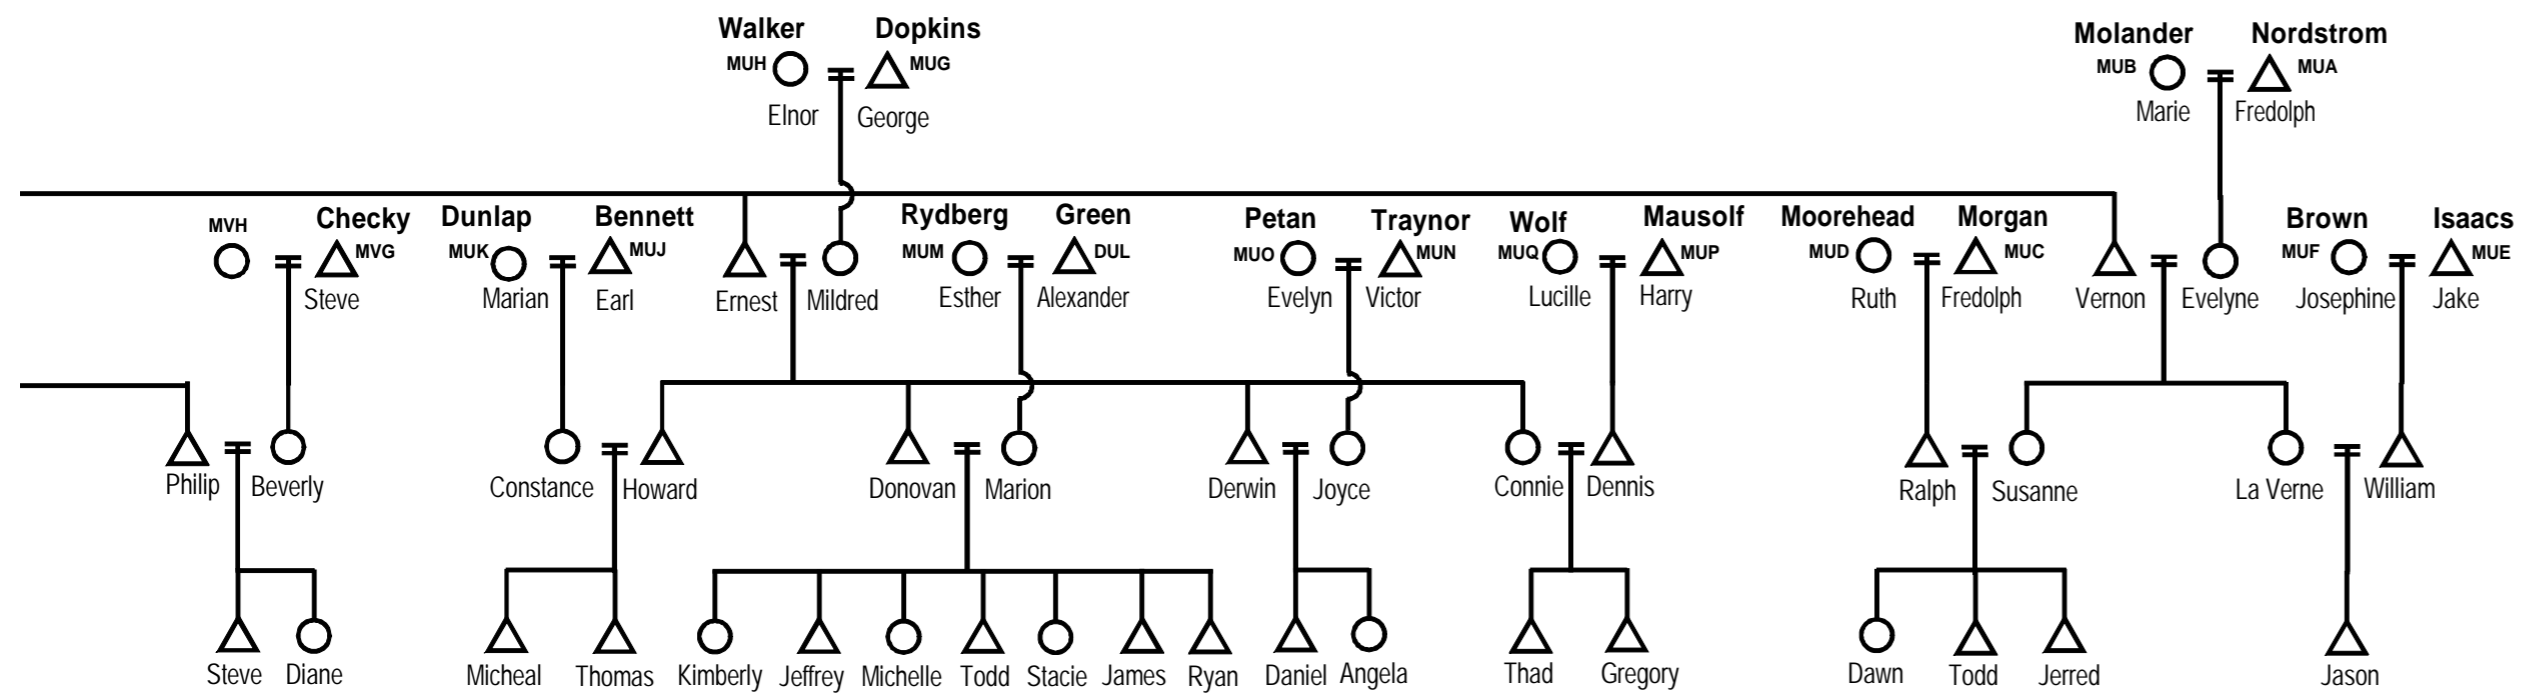 Walker Dopkins
MUH MUG
Elnor George
Molander Nordstrom
MUB MUA
Marie Fredolph
MVH Checky MVG
Steve
Dunlap Bennett
MUK MUJ
Marian Earl
Ernest Mildred
Rydberg Green
MUM DUL
Esther Alexander
Petan Traynor
MUO MUN
Evelyn Victor
Wolf Mausolf
MUQ MUP
Lucille Harry
Moorehead Morgan
MUD MUC
Ruth Fredolph
Vernon Evelyne
Brown Isaacs
MUF MUE
Josephine Jake
Philip Beverly Constance Howard Donovan Marion Derwin Joyce Connie Dennis Ralph Susanne La Verne William
Steve Diane Micheal Thomas Kimberly Jeffrey Michelle Todd Stacie James Ryan Daniel Angela Thad Gregory Dawn Todd Jerred Jason